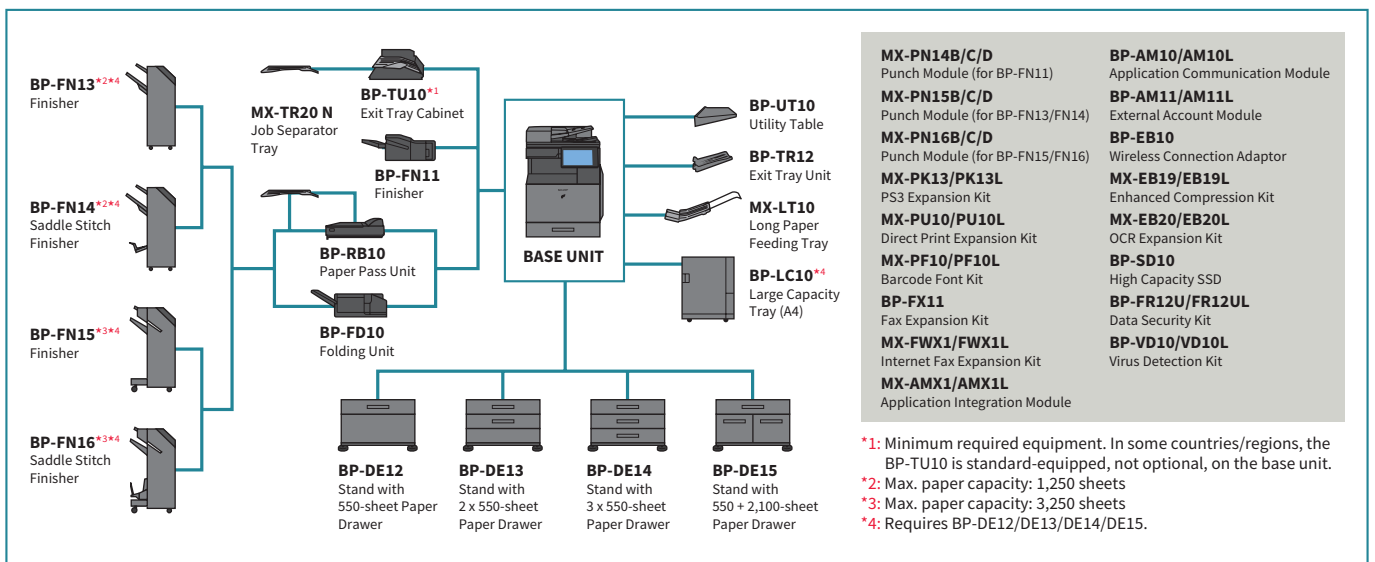 BP-FN13*2*4
Finisher
BP-FN14*2*4
Saddle Stitch
Finisher
BP-FN15*3*4
Finisher
BP-FN16*3*4
Saddle Stitch
Finisher
MX-TR20 N
Job Separator
Tray
BP-TU10*1
Exit Tray Cabinet
BP-FN11
Finisher
BP-RB10
Paper Pass Unit
BP-FD10
Folding Unit
BASE UNIT
BP-UT10
Utility Table
BP-TR12
Exit Tray Unit
MX-LT10
Long Paper
Feeding Tray
BP-LC10*4
Large Capacity
Tray (A4)
BP-DE12
Stand with
550-sheet Paper
Drawer
BP-DE13
Stand with
2 x 550-sheet
Paper Drawer
BP-DE14
Stand with
3 x 550-sheet
Paper Drawer
BP-DE15
Stand with
550 + 2,100-sheet
Paper Drawer
MX-PN14B/C/D
Punch Module (for BP-FN11)
MX-PN15B/C/D
Punch Module (for BP-FN13/FN14)
MX-PN16B/C/D
Punch Module (for BP-FN15/FN16)
MX-PK13/PK13L
PS3 Expansion Kit
MX-PU10/PU10L
Direct Print Expansion Kit
MX-PF10/PF10L
Barcode Font Kit
BP-FX11
Fax Expansion Kit
MX-FWX1/FWX1L
Internet Fax Expansion Kit
MX-AMX1/AMX1L
Application Integration Module
BP-AM10/AM10L
Application Communication Module
BP-AM11/AM11L
External Account Module
BP-EB10
Wireless Connection Adaptor
MX-EB19/EB19L
Enhanced Compression Kit
MX-EB20/EB20L
OCR Expansion Kit
BP-SD10
High Capacity SSD
BP-FR12U/FR12UL
Data Security Kit
BP-VD10/VD10L
Virus Detection Kit
*1: Minimum required equipment. In some countries/regions, the
BP-TU10 is standard-equipped, not optional, on the base unit.
*2: Max. paper capacity: 1,250 sheets
*3: Max. paper capacity: 3,250 sheets
*4: Requires BP-DE12/DE13/DE14/DE15.